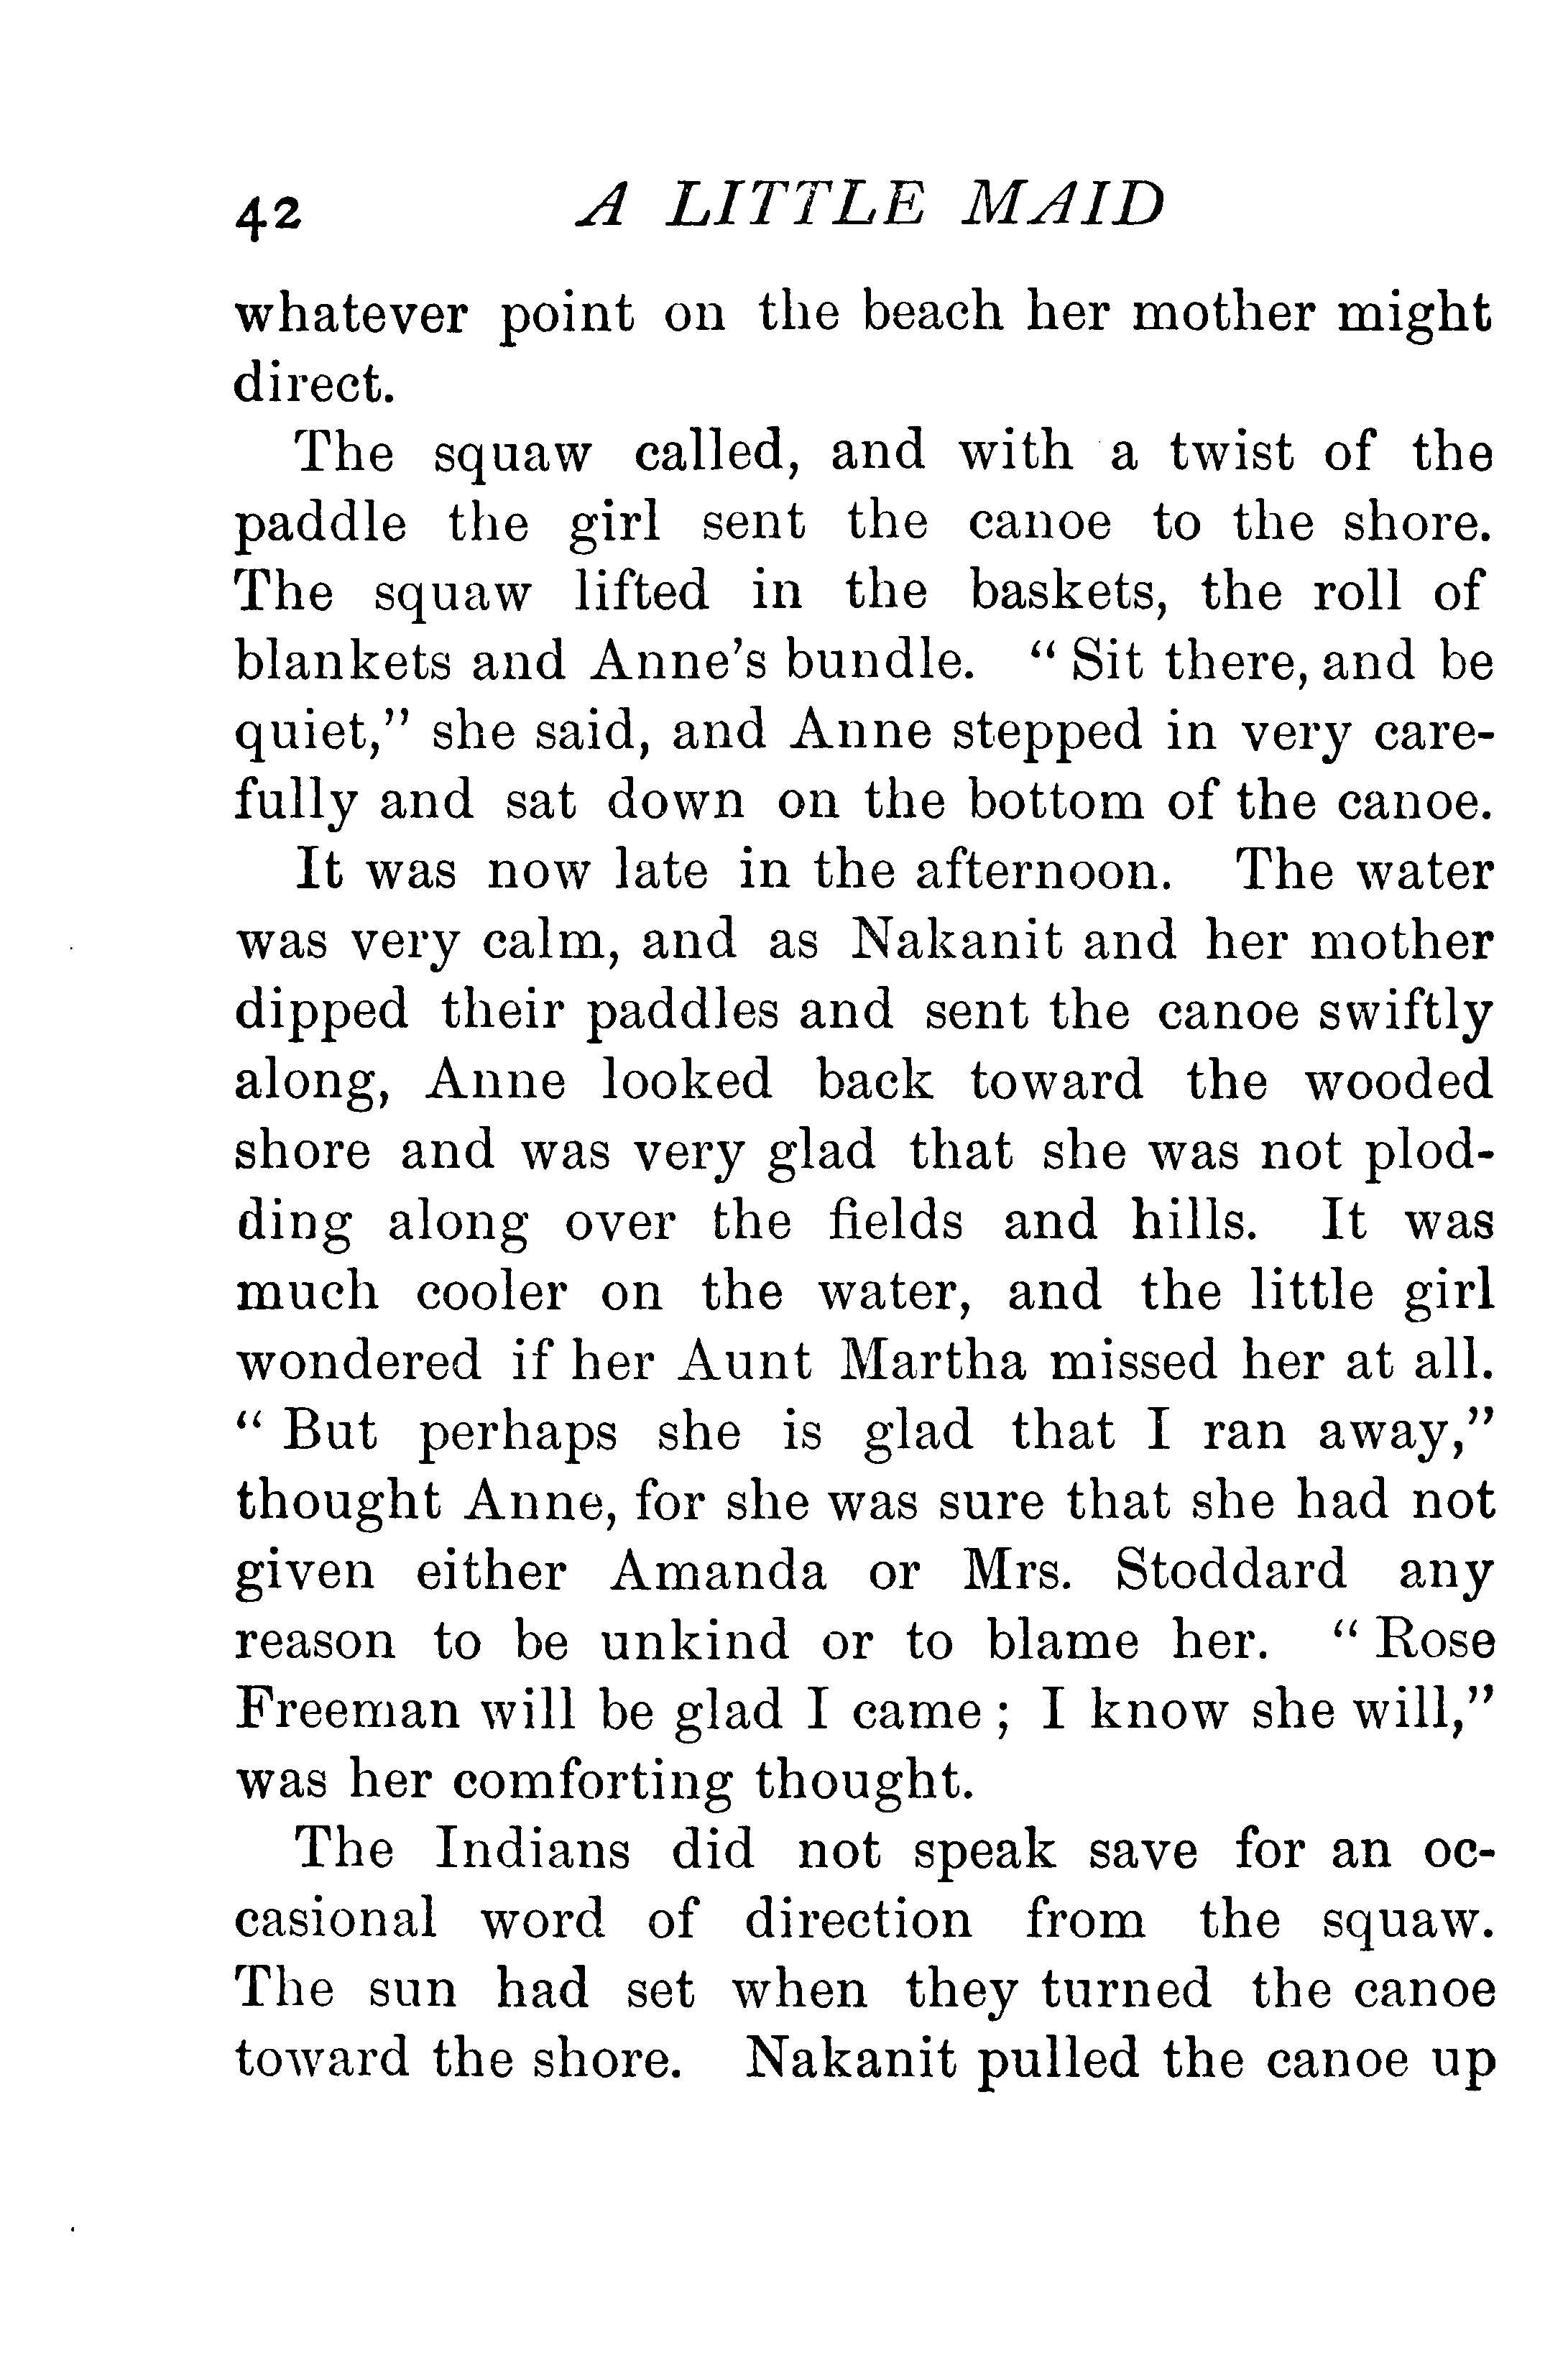 42 A LITTLE MAID
whatever point on the beach her mother might
direct.
The squaw called, and with a twist of the
paddle the girl sent the canoe to the shore.
The squaw lifted in the baskets, the roll of
blankets and Anne's bundle. “ Sit there, and be
quiet,” she said, and Anne stepped in very care-
fully and sat down on the bottom of the canoe.
It was now late in the afternoon. The water
was very calm, and as Nakanit and her mother
dipped their paddles and sent the canoe swiftly
along, Anne looked back toward the wooded
shore and was very glad that she was not plod-
ding along over the fields and hills. It was
much cooler on the water, and the little girl
wondered if her Aunt Martha missed her at all.
“ But perhaps she is glad that I ran away,”
thought Anne, for she was sure that she had not
given either Amanda or Mrs. Stoddard any
reason to be unkind or to blame her. “ Rose
Freeman will be glad I came ; I know she will,”
was her comforting thought.
The Indians did not speak save for an oc-
casional word of direction from the squaw.
The sun had set when they turned the canoe
toward the shore. Nakanit pulled the canoe up